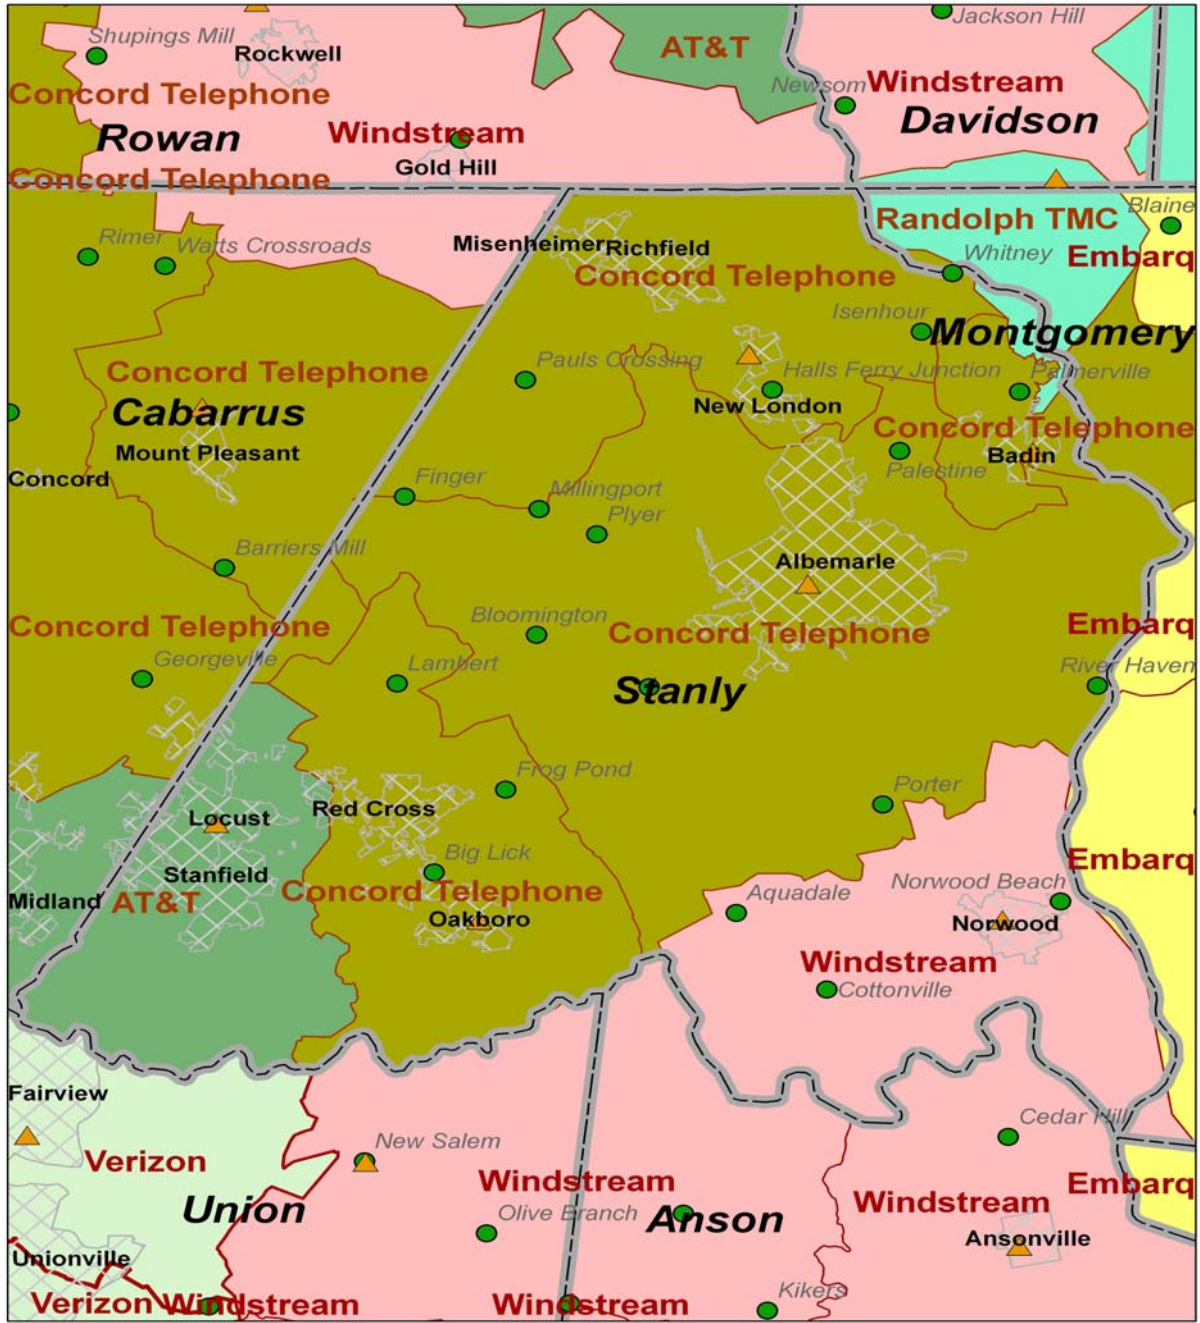 Jackson Hill
Shupings Mill
Rockwell
AT&T
Newsom
Windstream
Concord Telephone
Davidson
Rowan
Windstream
Gold Hill
Concord Telephone
Blaine
Randolph TMC
Rimer
Watts Crossroads
Misenheimer
Richfield
Whitney
Embarq
Concord Telephone
Isenhour
Montgomery
Pauls Crossing
Halls Ferry Junction
Palmerville
Concord Telephone
New London
Cabarrus
Concord Telephone
Mount Pleasant
Badin
Palestine
Concord
Finger
Millingport
Plyer
Barriers Mill
Albemarle
Bloomington
Concord Telephone
Concord Telephone
Embarq
Georgeville
Lambert
River Haven
Stanly
Frog Pond
Porter
Red Cross
Locust
Big Lick
Embarq
Stanfield
Norwood Beach
Aquadale
Concord Telephone
Midland
AT&T
Oakboro
Norwood
Windstream
Cottonville
Fairview
Cedar Hill
New Salem
Verizon
Windstream
Embarq
Windstream
Union
Olive Branch
Anson
Ansonville
Unionville
Kikers
Verizon
Windstream
Windstream